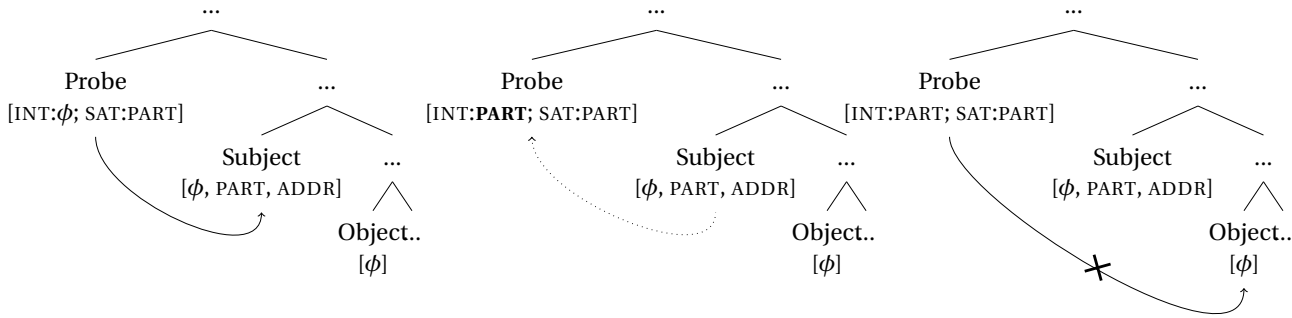 ... ... ...
Probe ... Probe ... Probe ...
[INT:ϕ; SAT:PART] [INT:PART; SAT:PART] [INT:PART; SAT:PART]
Subject ... Subject ... Subject ...
[ϕ, PART, ADDR] [ϕ, PART, ADDR] [ϕ, PART, ADDR]
Object... Object... Object...
[ϕ] [ϕ] [ϕ]